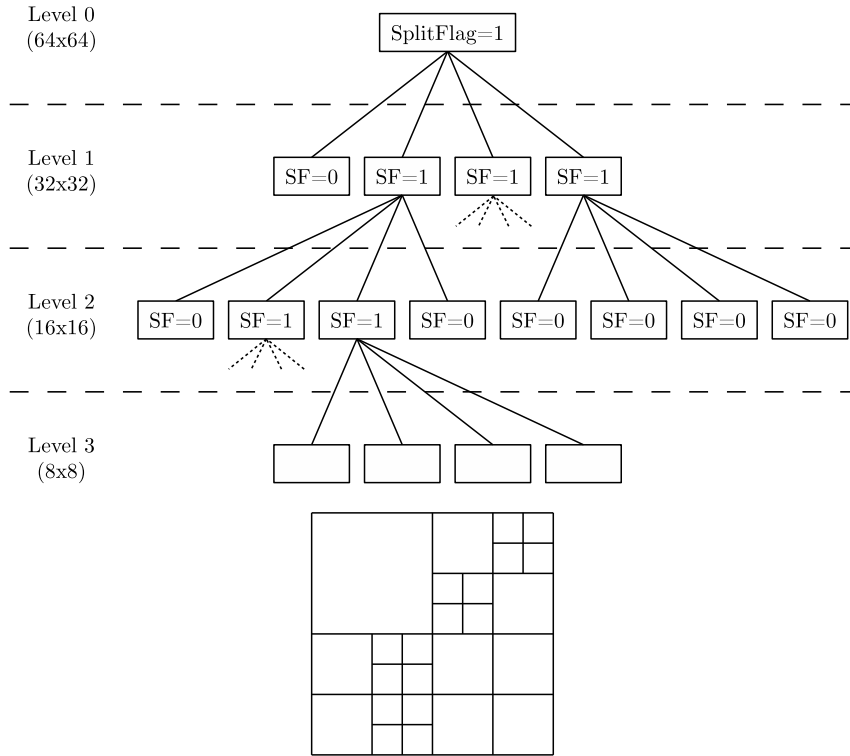 Level 0
(64x64)
SplitFlag=1
Level 1
(32x32)
SF=0
SF=1
SF=1
SF=1
Level 2
(16x16)
SF=0
SF=1
SF=1
SF=0
SF=0
SF=0
SF=0
SF=0
Level 3
(8x8)